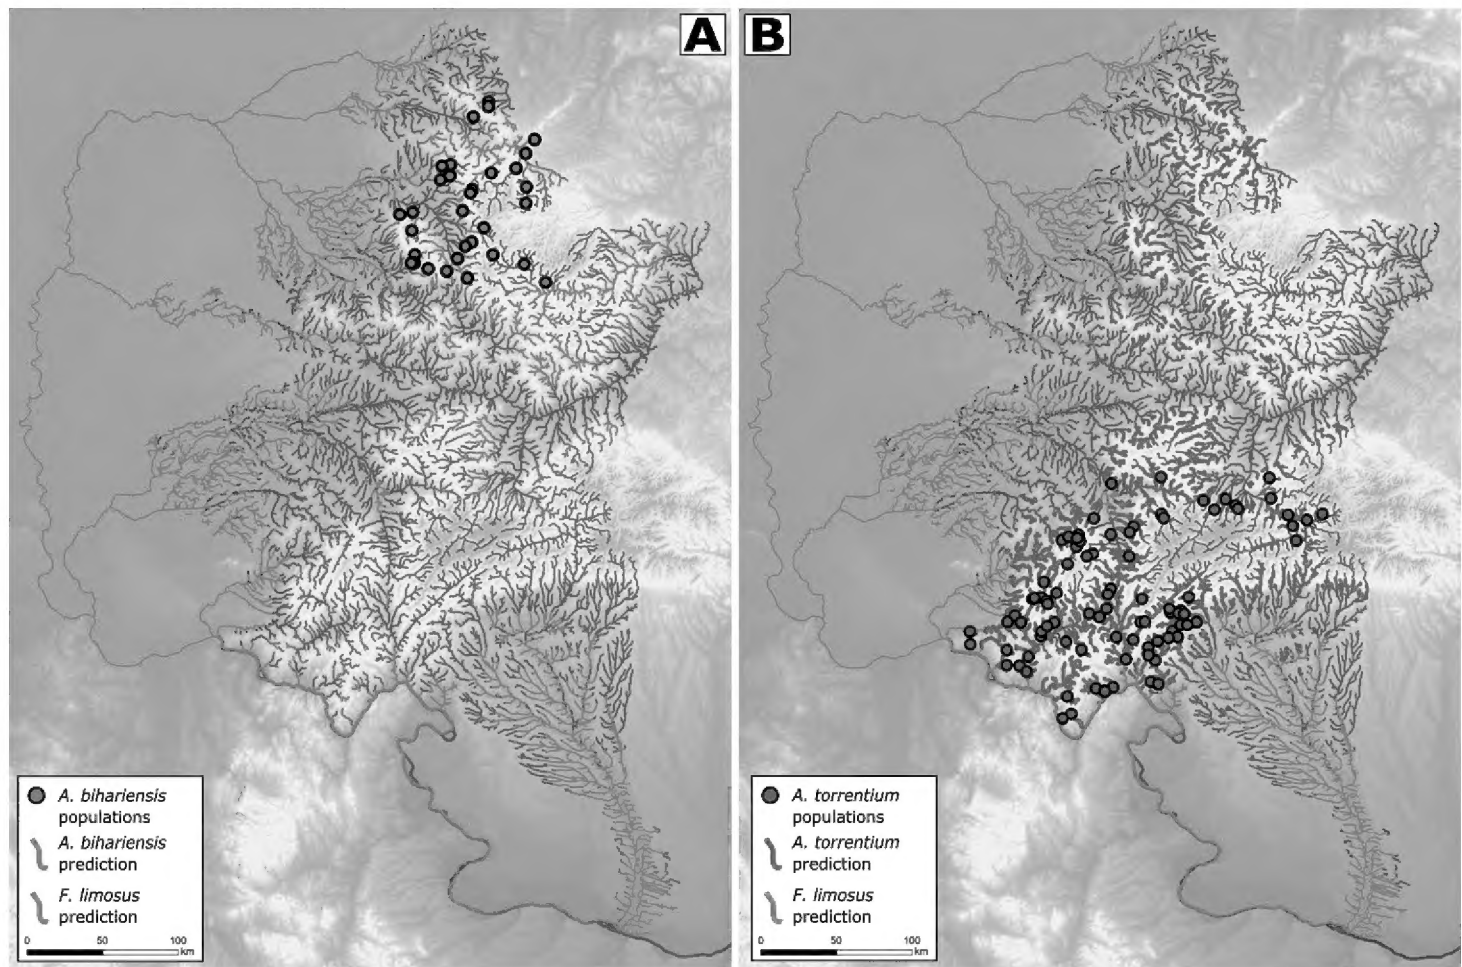 A
B
A. bihariensis
populations
A. bihariensis
prediction
F. limosus
prediction
0 50 100
km
A. torrentium
populations
A. torrentium
prediction
F. limosus
prediction
0 50 100
km